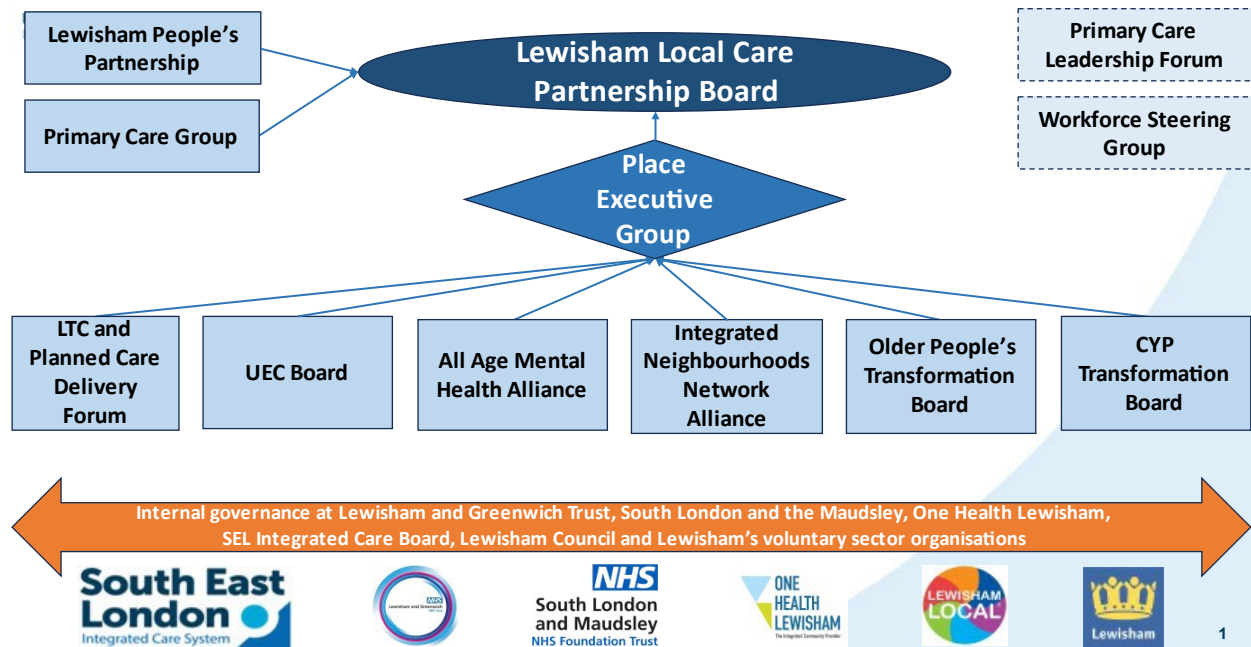 Lewisham People's
Partnership
Lewisham Local Care
Partnership Board
Primary Care
Leadership Forum
Primary Care Group
Workforce Steering
Group
Place
Executive
Group
LTC and
Planned Care
Delivery
Forum
UEC Board
All Age Mental
Health Alliance
Integrated
Neighbourhoods
Network
Alliance
Older People's
Transformation
Board
CYP
Transformation
Board
Internal governance at Lewisham and Greenwich Trust, South London and the Maudsley, One Health Lewisham,
SEL Integrated Care Board, Lewisham Council and Lewisham's voluntary sector organisations
South East
London
Integrated Care System
NHS
Lewisham and Greenwich
NHS
South London
and Maudsley
NHS Foundation Trust
ONE
HEALTH
LEWISHAM
The Integrated Community Provider
LEWISHAM
LOCAL
Lewisham
1